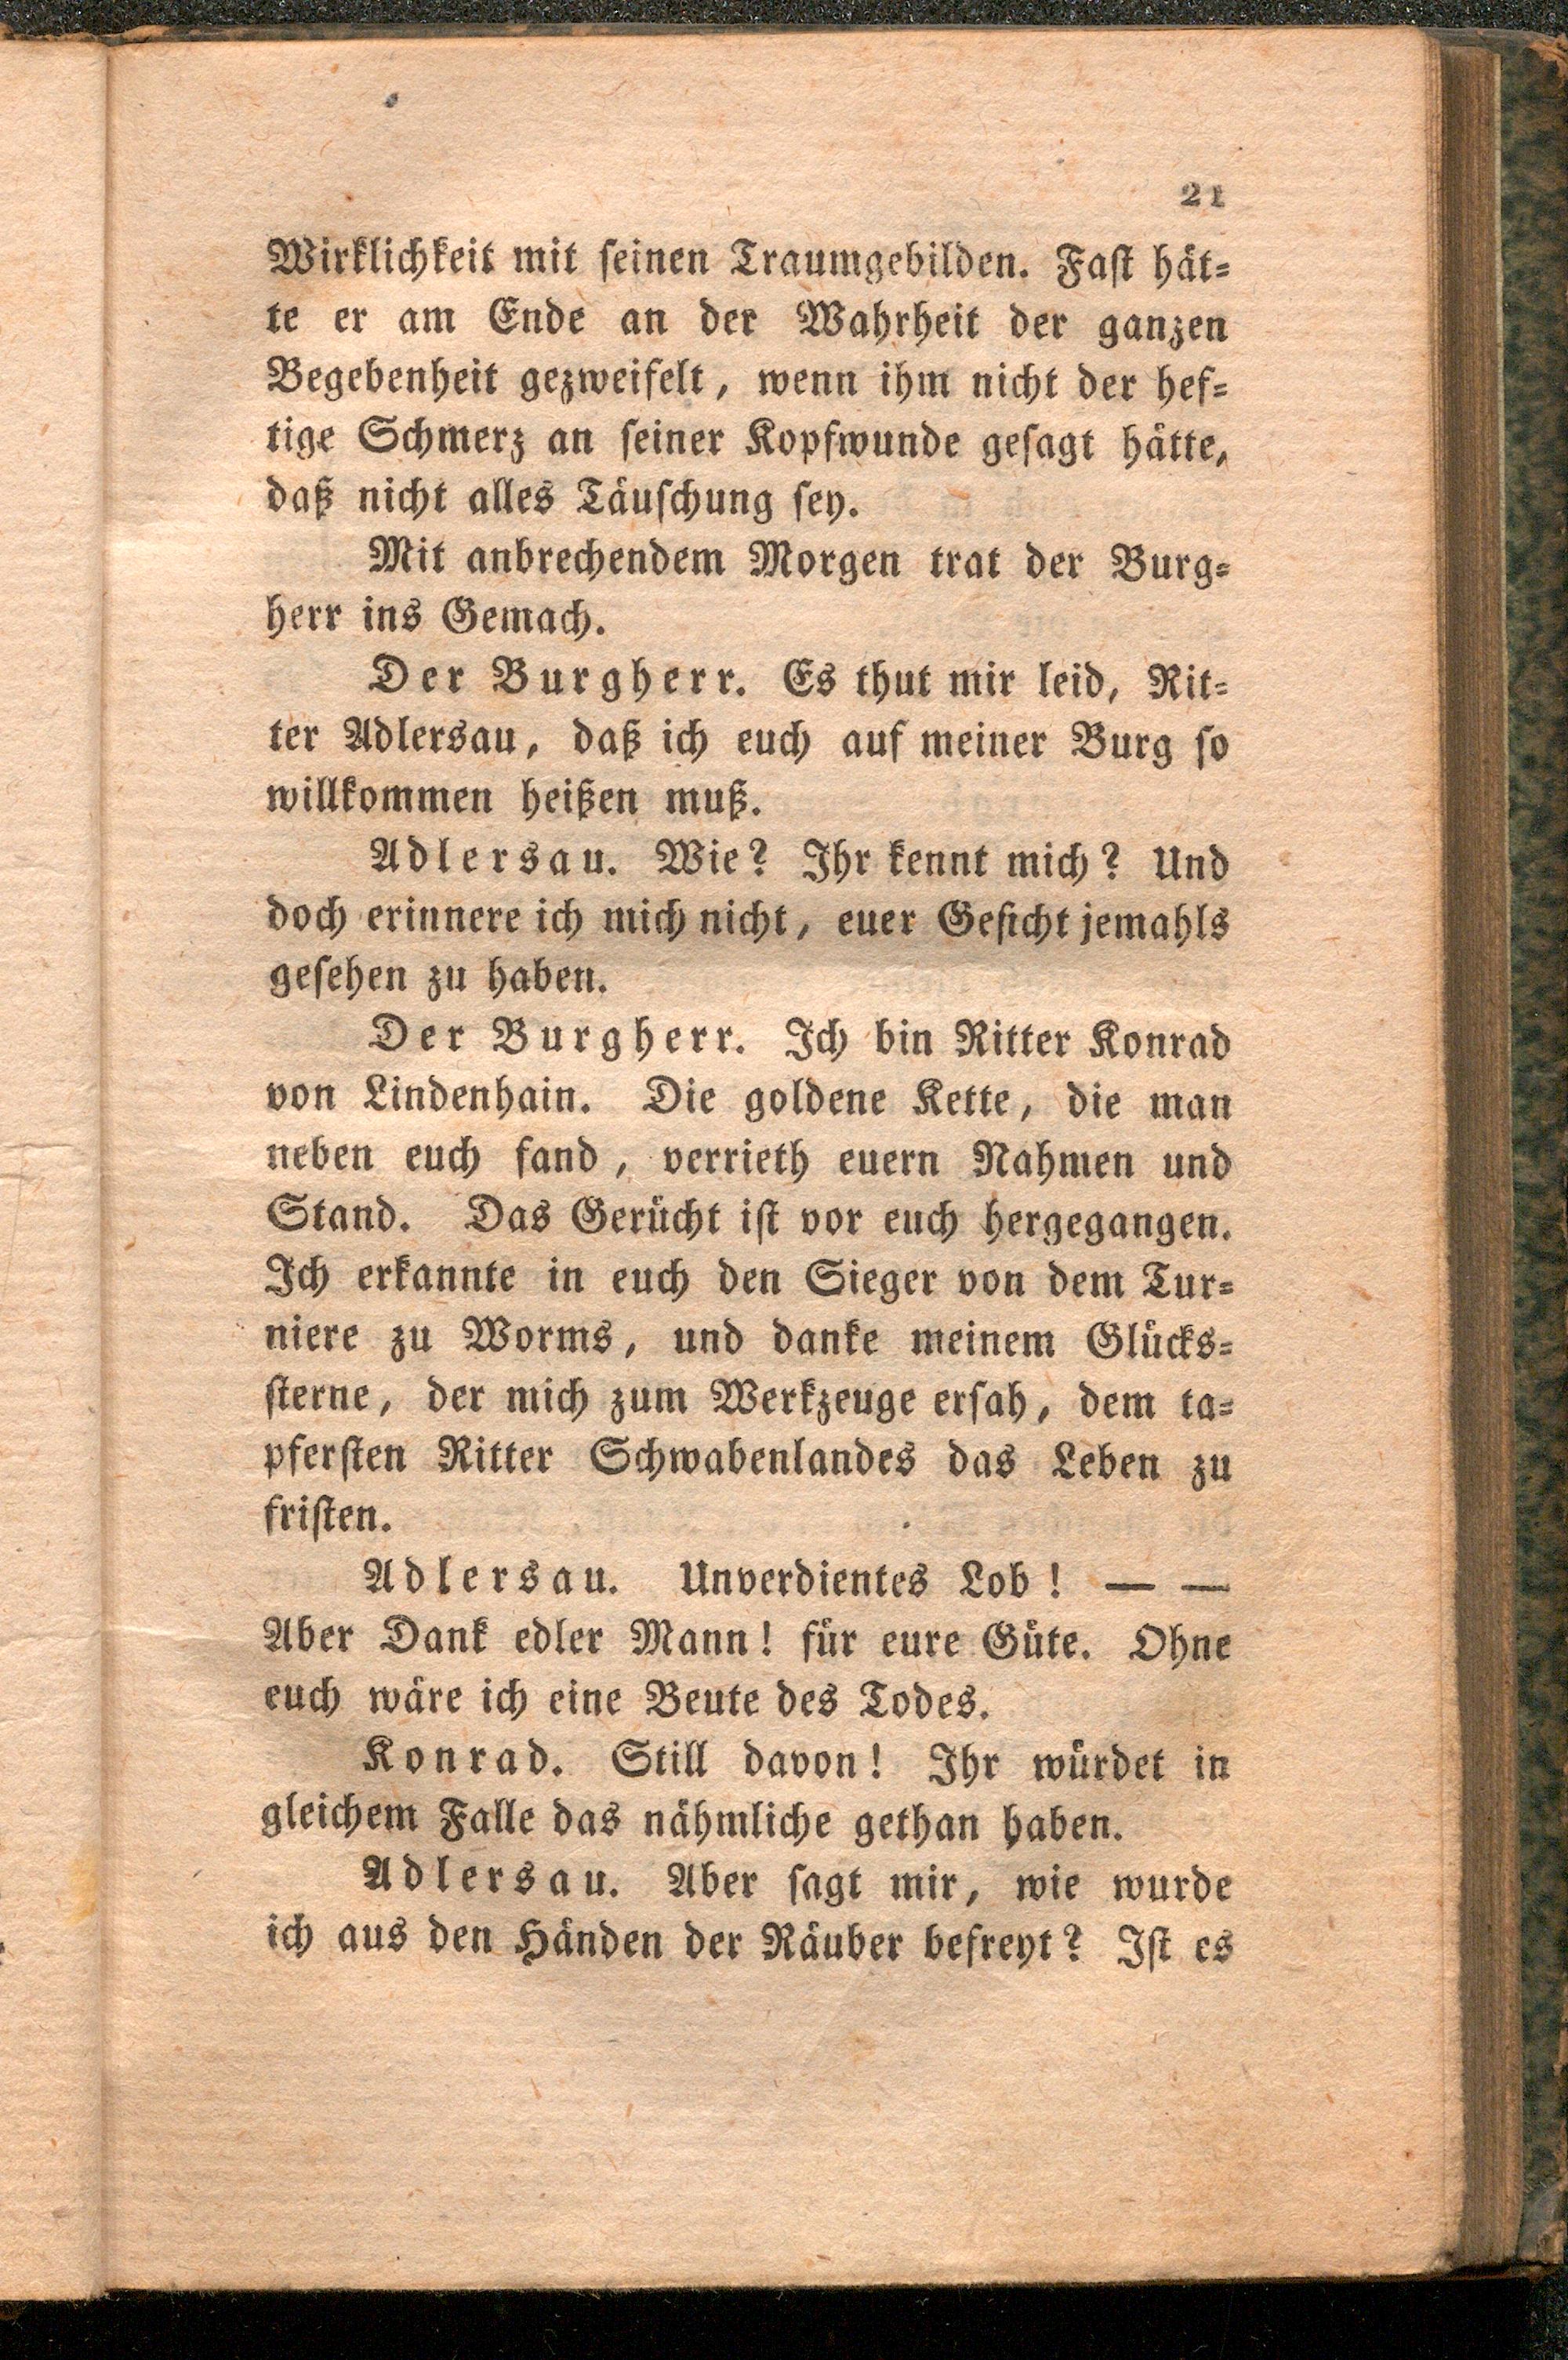 21
Wirklichkeit mit ſeinen Traumgebilden. Faſt hät⸗
te er am Ende an der Wahrheit der ganzen
Begebenheit gezweifelt, wenn ihm nicht der hef⸗
tige Schmerz an ſeiner Kopfwunde geſagt hätte,
daß nicht alles Täuſchung ſey.
Mit anbrechendem Morgen trat der Burg⸗
herr ins Gemach.
Der Burgherr. Es thut mir leid, Rit⸗
ter Adlersau, daß ich euch auf meiner Burg ſo
willkommen heißen muß.
Adlersau. Wie? Ihr kennt mich? Und
doch erinnere ich mich nicht, euer Geſicht jemahls
geſehen zu haben.
Der Burgherr. Ich bin Ritter Konrad
von Lindenhain. Die goldene Kette, die man
neben euch fand, verrieth euern Nahmen und
Stand. Das Gerücht iſt vor euch hergegangen.
Ich erkannte in euch den Sieger von dem Tur⸗
niere zu Worms, und danke meinem Glücks⸗
ſterne, der mich zum Werkzeuge erſah, dem ta⸗
pferſten Ritter Schwabenlandes das Leben zu
friſten.
Adlersau. Unverdientes Lob! — —
Aber Dank edler Mann! für eure Güte. Ohne
euch wäre ich eine Beute des Todes.
Konrad. Still davon! Ihr würdet in
gleichem Falle das nähmliche gethan haben.
Adlersau. Aber ſagt mir, wie wurde
ich aus den Händen der Räuber befreyt? Iſt es